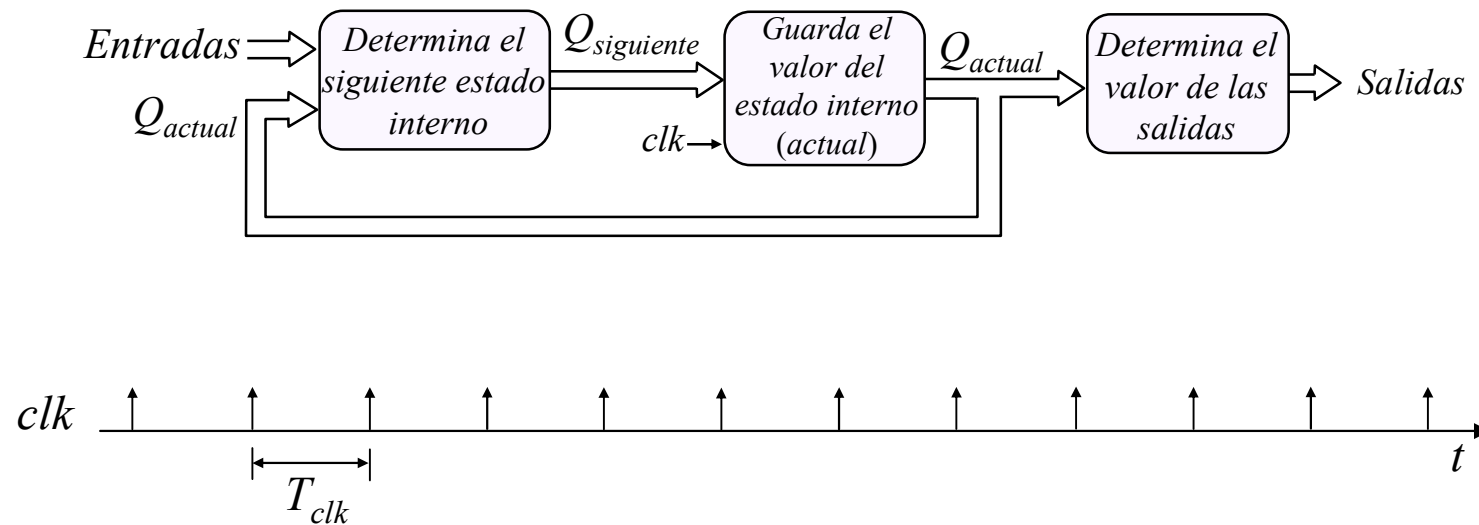 Entradas
Q_actual
Determina el
siguiente estado
interno
Q_siguiente
clk
Guarda el
valor del
estado interno
(actual)
Q_actual
Determina el
valor de las
salidas
Salidas
clk
T_clk
t